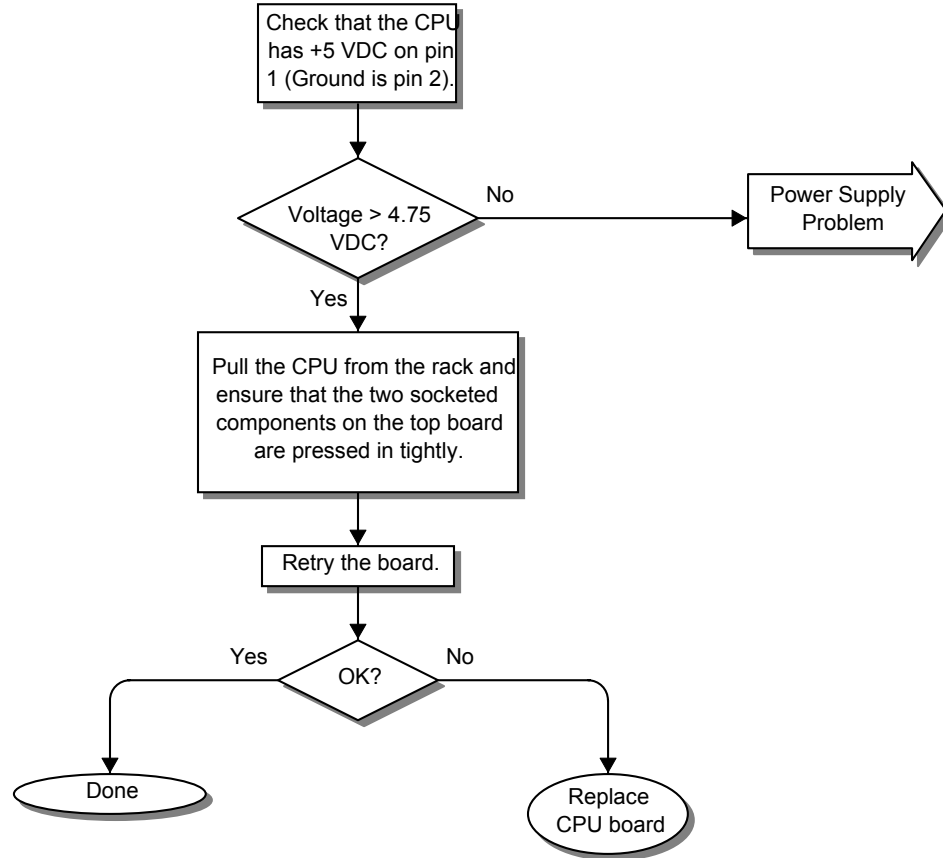 Check that the CPU
has +5 VDC on pin
1 (Ground is pin 2).
No
Voltage > 4.75
VDC?
Power Supply
Problem
Yes
Pull the CPU from the rack and
ensure that the two socketed
components on the top board
are pressed in tightly.
Retry the board.
Yes
No
OK?
Done
Replace
CPU board